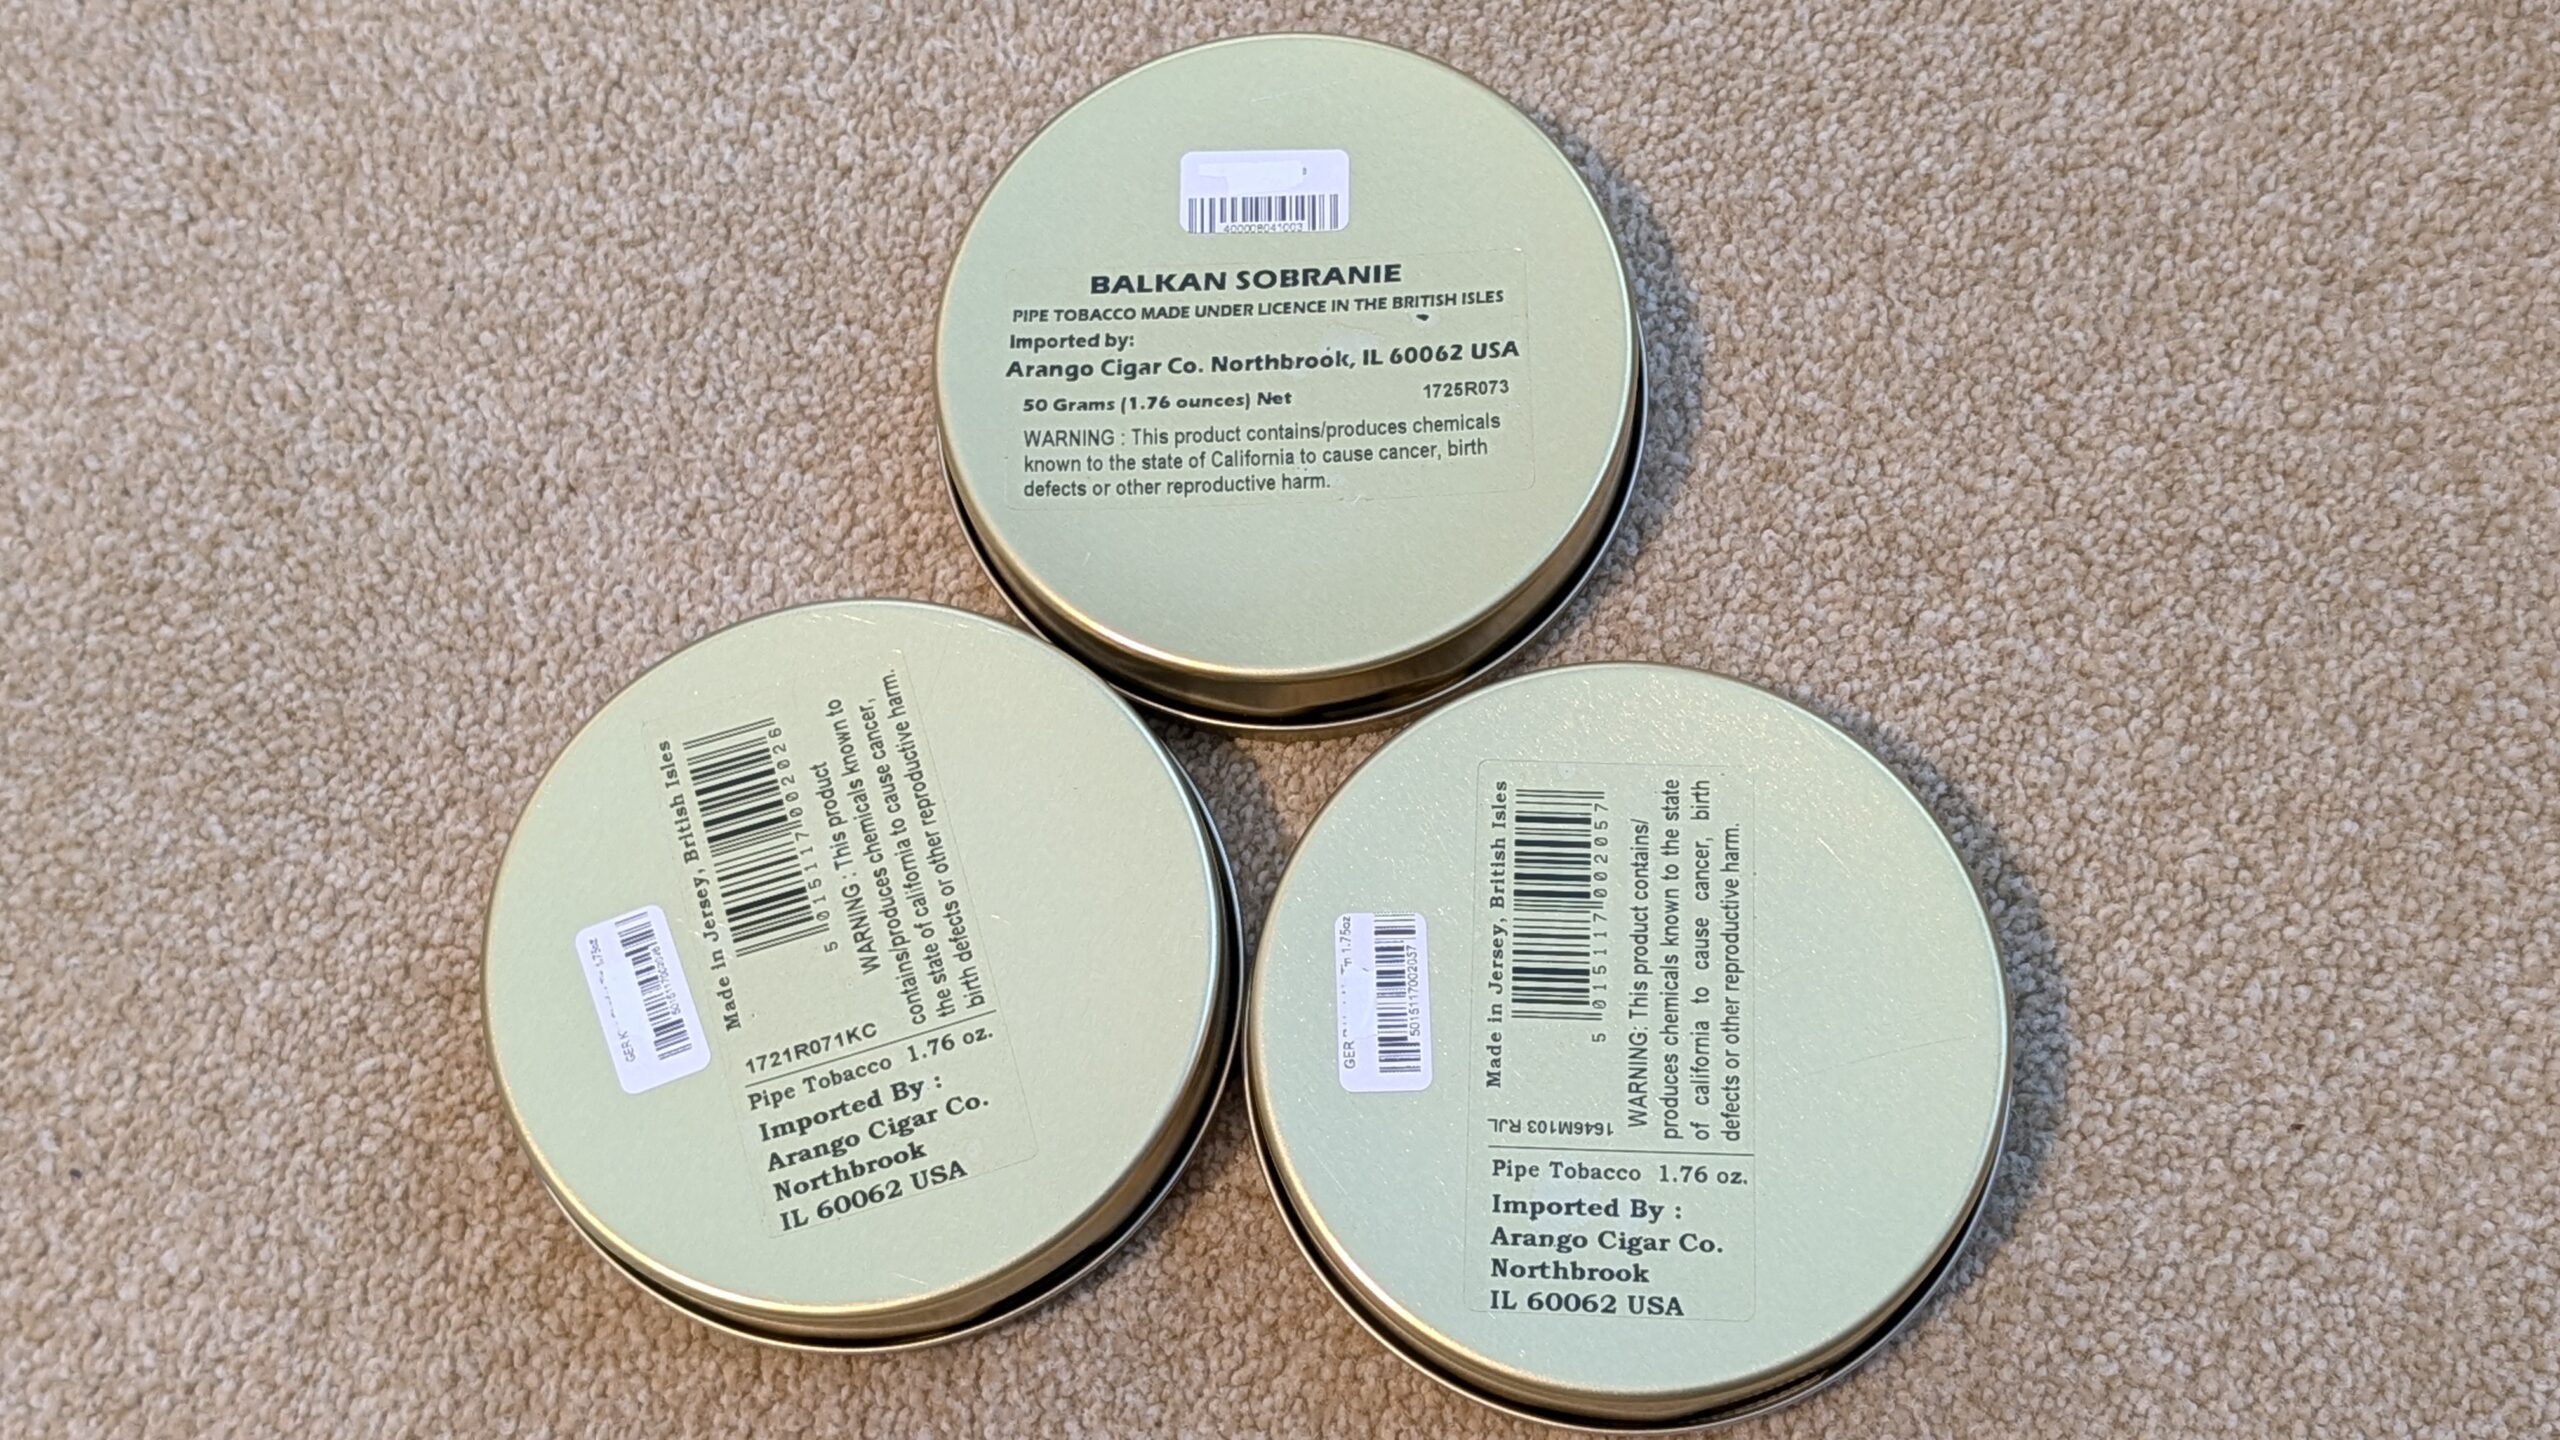 400008041003
BALKAN SOBRANIE
PIPE TOBACCO MADE UNDER LICENCE IN THE BRITISH ISLES
Imported by:
Arango Cigar Co. Northbrook, IL 60062 USA
50 Grams (1.76 ounces) Net 1725R073
WARNING : This product contains/produces chemicals
known to the state of California to cause cancer, birth
defects or other reproductive harm.
GER
Made in Jersey, British Isles
5 015117 002026
WARNING : This product
contains/produces chemicals known to
the state of california to cause cancer,
birth defects or other reproductive harm.
1721R071KC
Pipe Tobacco 1.76 oz.
Imported By :
Arango Cigar Co.
Northbrook
IL 60062 USA
GER 1.75oz
5015117002037
Made in Jersey, British Isles
5 015117 002057
WARNING: This product contains/
produces chemicals known to the state
of california to cause cancer, birth
defects or other reproductive harm.
1646M103 RJL
Pipe Tobacco 1.76 oz.
Imported By :
Arango Cigar Co.
Northbrook
IL 60062 USA